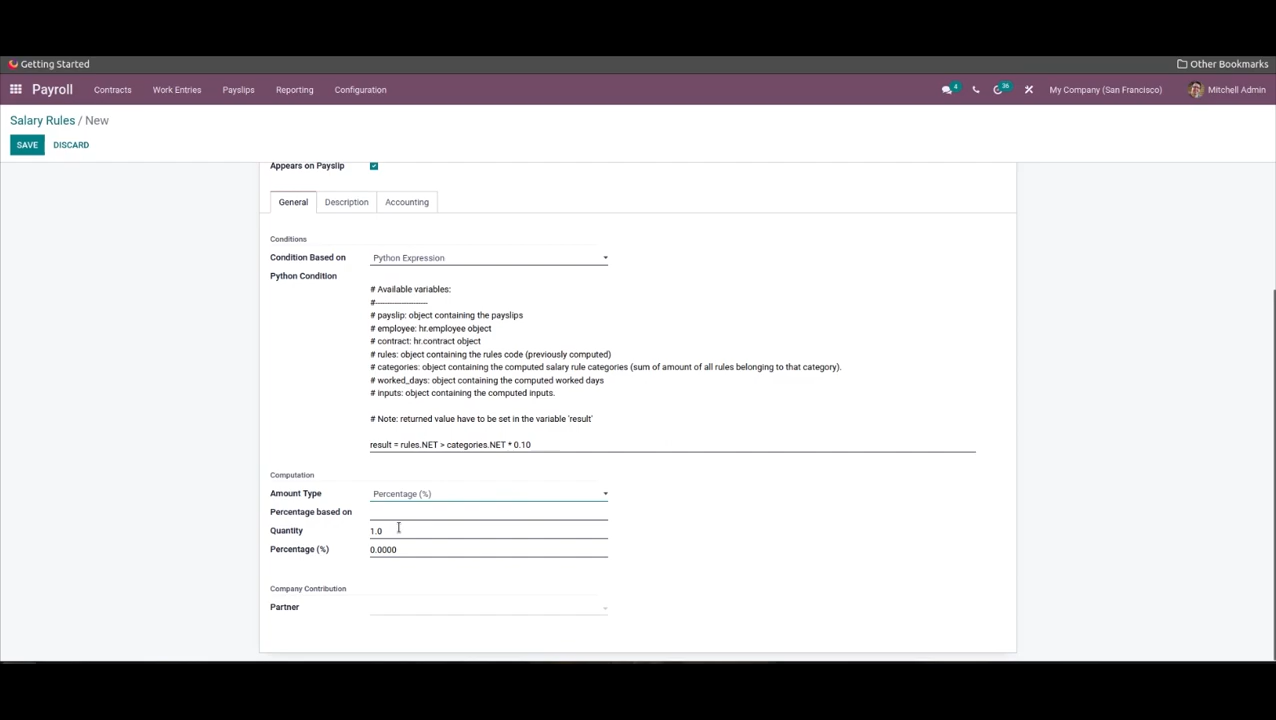 Getting Started
Other Bookmarks
Payroll
Contracts
Work Entries
Payslips
Reporting
Configuration
4
36
My Company (San Francisco)
Mitchell Admin
Salary Rules / New
SAVE
DISCARD
Appears on Payslip
General
Description
Accounting
Conditions
Condition Based on
Python Expression
Python Condition
# Available variables:
#----------------------
# payslip: object containing the payslips
# employee: hr.employee object
# contract: hr.contract object
# rules: object containing the rules code (previously computed)
# categories: object containing the computed salary rule categories (sum of amount of all rules belonging to that category).
# worked_days: object containing the computed worked days
# inputs: object containing the computed inputs.
# Note: returned value have to be set in the variable 'result'
result = rules.NET > categories.NET * 0.10
Computation
Amount Type
Percentage (%)
Percentage based on
Quantity
1.0
Percentage (%)
0.0000
Company Contribution
Partner